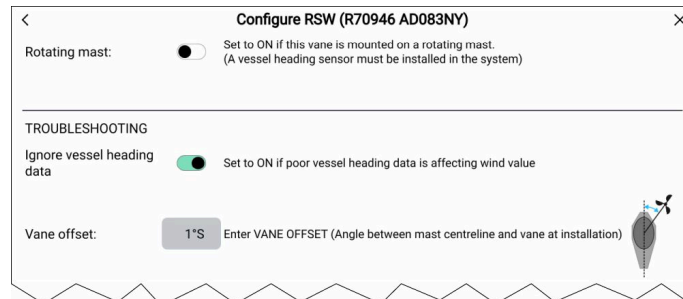 Configure RSW (R70946 AD083NY)
Rotating mast:
Set to ON if this vane is mounted on a rotating mast.
(A vessel heading sensor must be installed in the system)
TROUBLESHOOTING
Ignore vessel heading
data
Set to ON if poor vessel heading data is affecting wind value
Vane offset:
1°S
Enter VANE OFFSET (Angle between mast centreline and vane at installation)